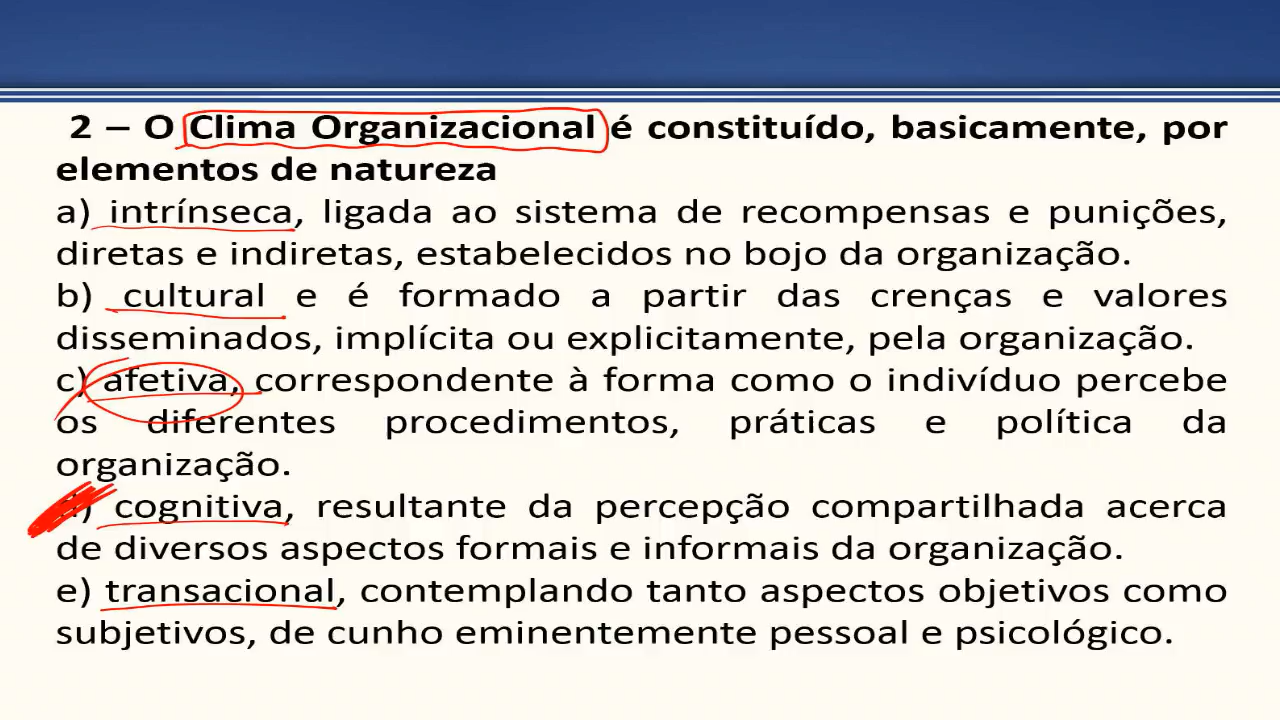 2 – O Clima Organizacional é constituído, basicamente, por
elementos de natureza
a) intrínseca, ligada ao sistema de recompensas e punições,
diretas e indiretas, estabelecidos no bojo da organização.
b) cultural e é formado a partir das crenças e valores
disseminados, implícita ou explicitamente, pela organização.
c) afetiva, correspondente à forma como o indivíduo percebe
os diferentes procedimentos, práticas e política da
organização.
d) cognitiva, resultante da percepção compartilhada acerca
de diversos aspectos formais e informais da organização.
e) transacional, contemplando tanto aspectos objetivos como
subjetivos, de cunho eminentemente pessoal e psicológico.